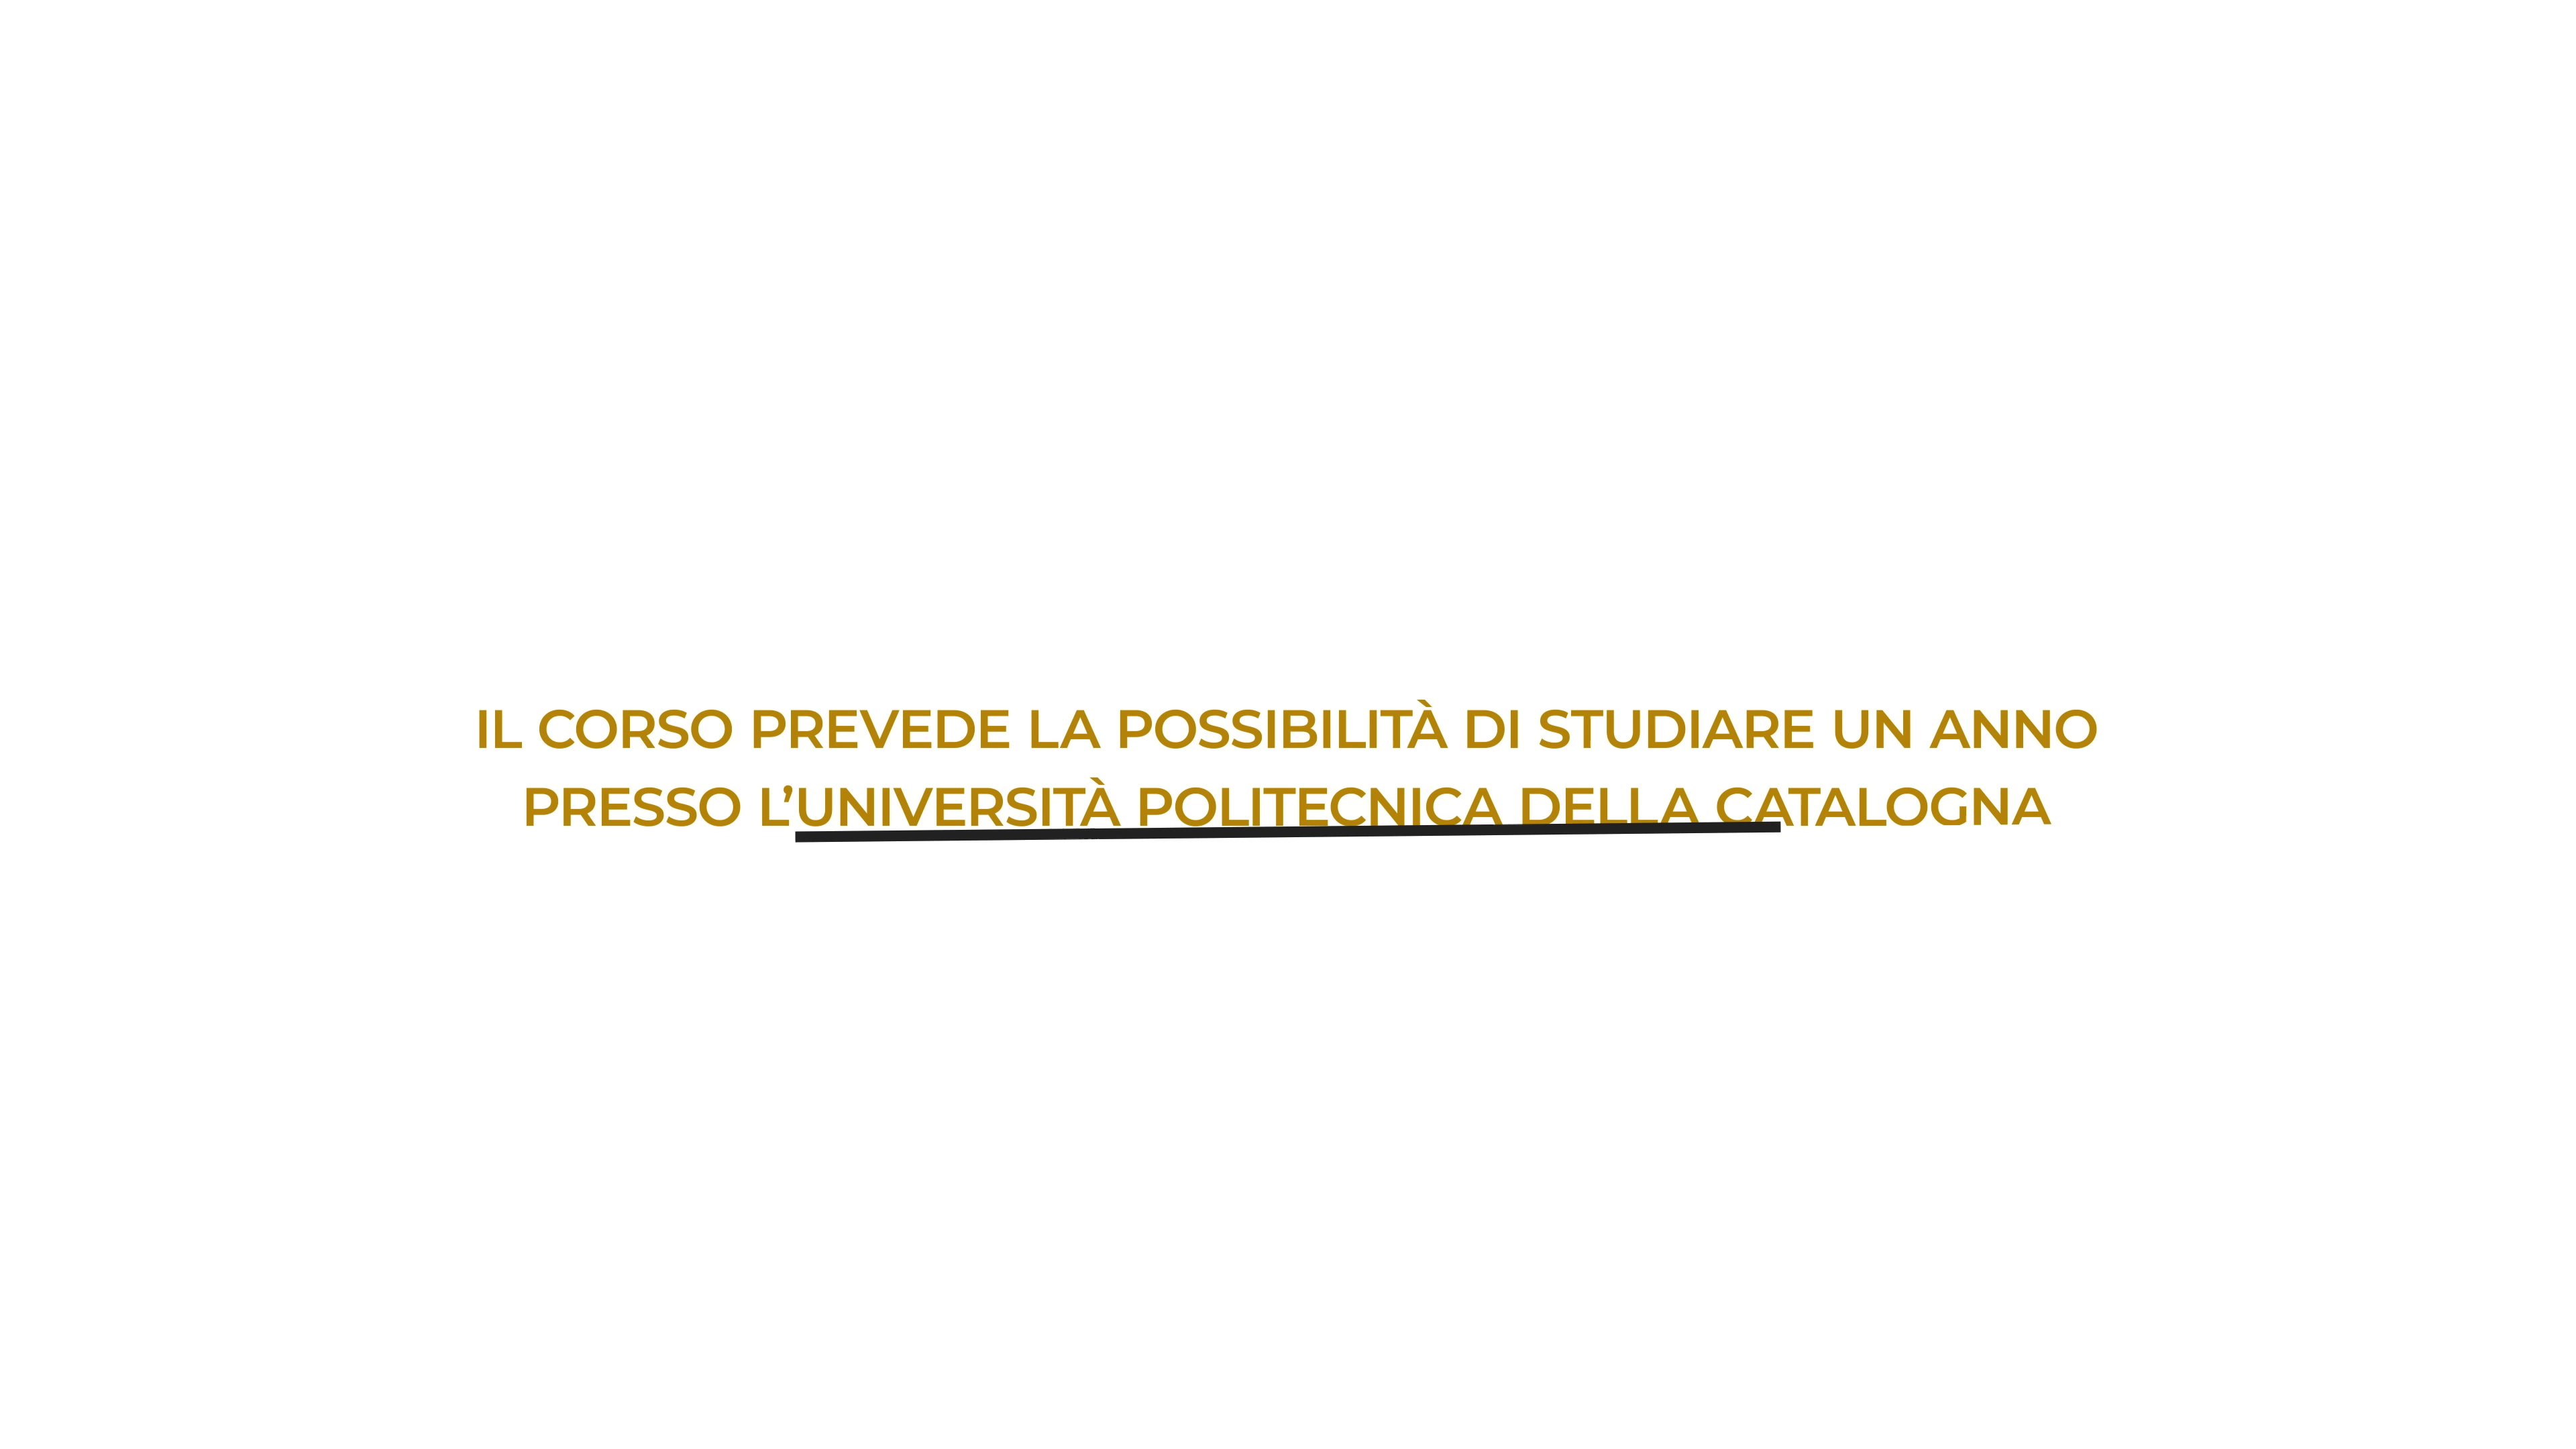 IL CORSO PREVEDE LA POSSIBILITÀ DI STUDIARE UN ANNO
PRESSO L’UNIVERSITÀ POLITECNICA DELLA CATALOGNA